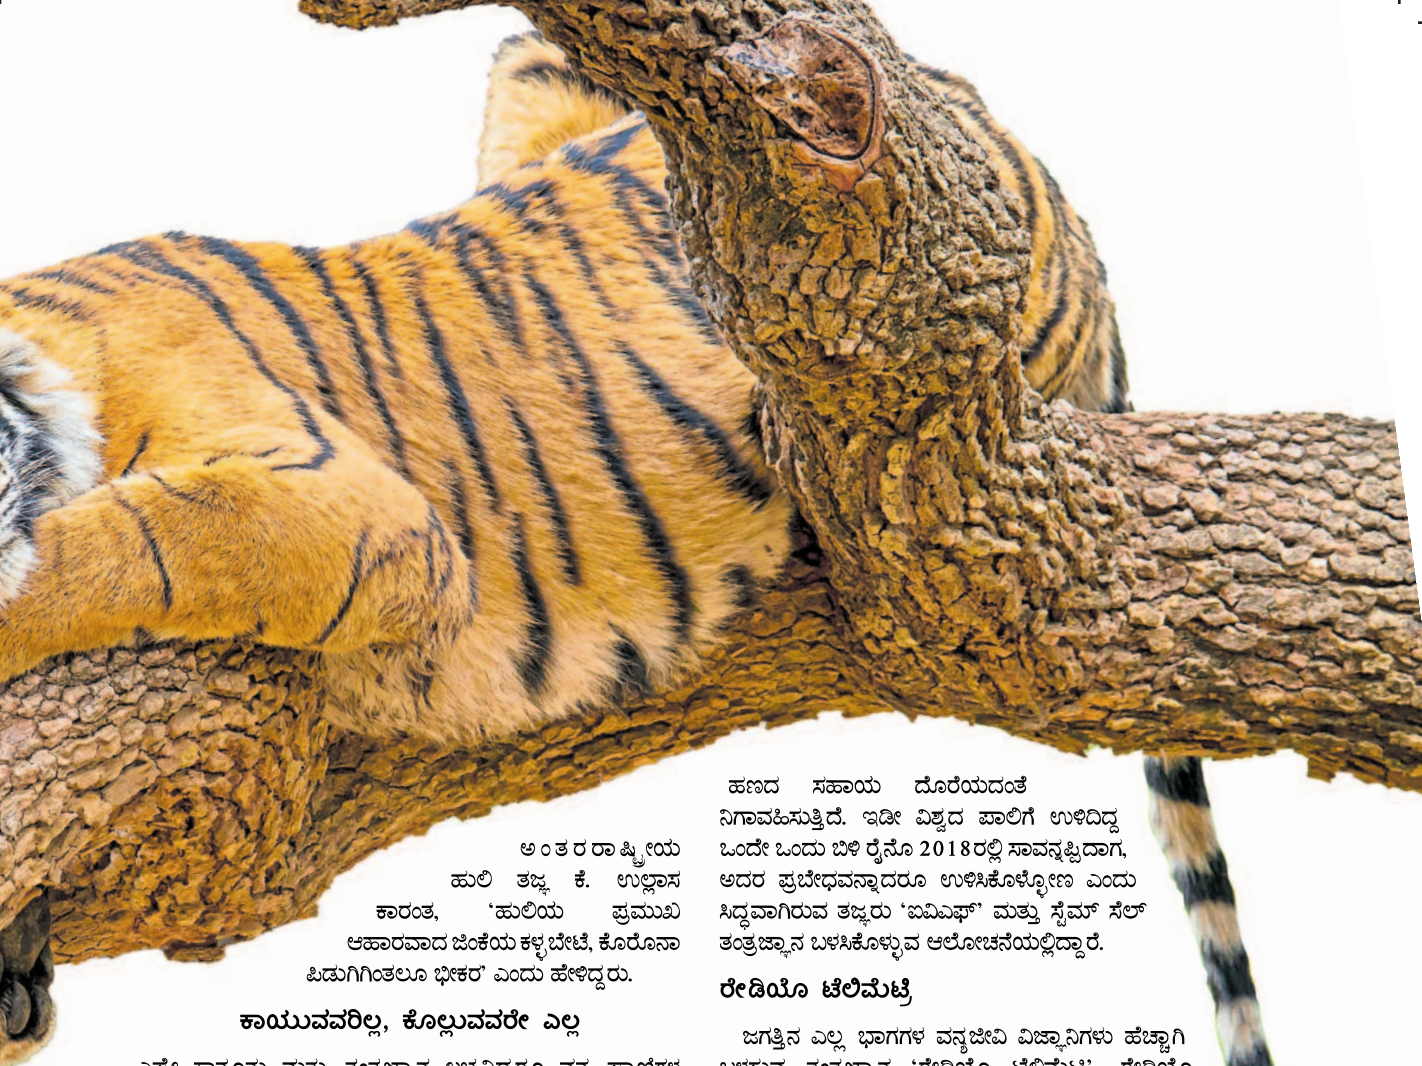 ಅಂತರರಾಷ್ಟ್ರೀಯ
ಹುಲಿ ತಜ್ಞ ಕೆ. ಉಲ್ಲಾಸ
ಕಾರಂತ, ‘ಹುಲಿಯ ಪ್ರಮುಖ
ಆಹಾರವಾದ ಜಿಂಕೆಯ ಕಳ್ಳಬೇಟೆ, ಕೊರೊನಾ
ಪಿಡುಗಿಗಿಂತಲೂ ಭೀಕರ’ ಎಂದು ಹೇಳಿದ್ದರು.
ಕಾಯುವವರಿಲ್ಲ, ಕೊಲ್ಲುವವರೇ ಎಲ್ಲ
ಹಣದ ಸಹಾಯ ದೊರೆಯದಂತೆ
ನಿಗಾವಹಿಸುತ್ತಿದೆ. ಇಡೀ ವಿಶ್ವದ ಪಾಲಿಗೆ ಉಳಿದಿದ್ದ
ಒಂದೇ ಒಂದು ಬಿಳಿ ರೈನೊ 2018ರಲ್ಲಿ ಸಾವನ್ನಪ್ಪಿದಾಗ,
ಅದರ ಪ್ರಬೇಧವನ್ನಾದರೂ ಉಳಿಸಿಕೊಳ್ಳೋಣ ಎಂದು
ಸಿದ್ಧವಾಗಿರುವ ತಜ್ಞರು ‘ಐವಿಎಫ್’ ಮತ್ತು ಸ್ಟೆಮ್ ಸೆಲ್
ತಂತ್ರಜ್ಞಾನ ಬಳಸಿಕೊಳ್ಳುವ ಆಲೋಚನೆಯಲ್ಲಿದ್ದಾರೆ.
ರೇಡಿಯೊ ಟೆಲಿಮೆಟ್ರಿ
ಜಗತ್ತಿನ ಎಲ್ಲ ಭಾಗಗಳ ವನ್ಯಜೀವಿ ವಿಜ್ಞಾನಿಗಳು ಹೆಚ್ಚಾಗಿ